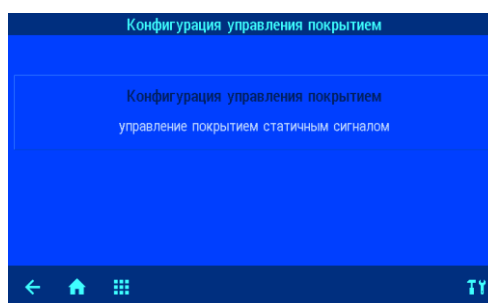 Конфигурация управления покрытием
Конфигурация управления покрытием
управление покрытием статичным сигналом